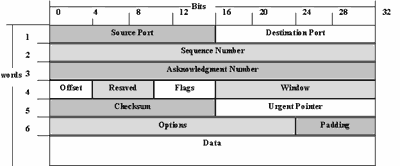 Bits
0 4 8 12 16 20 24 28 32
1 Source Port Destination Port
2 Sequence Number
words 3 Acknowledgment Number
4 Offset Resrved Flags Window
5 Checksum Urgent Pointer
6 Options Padding
Data